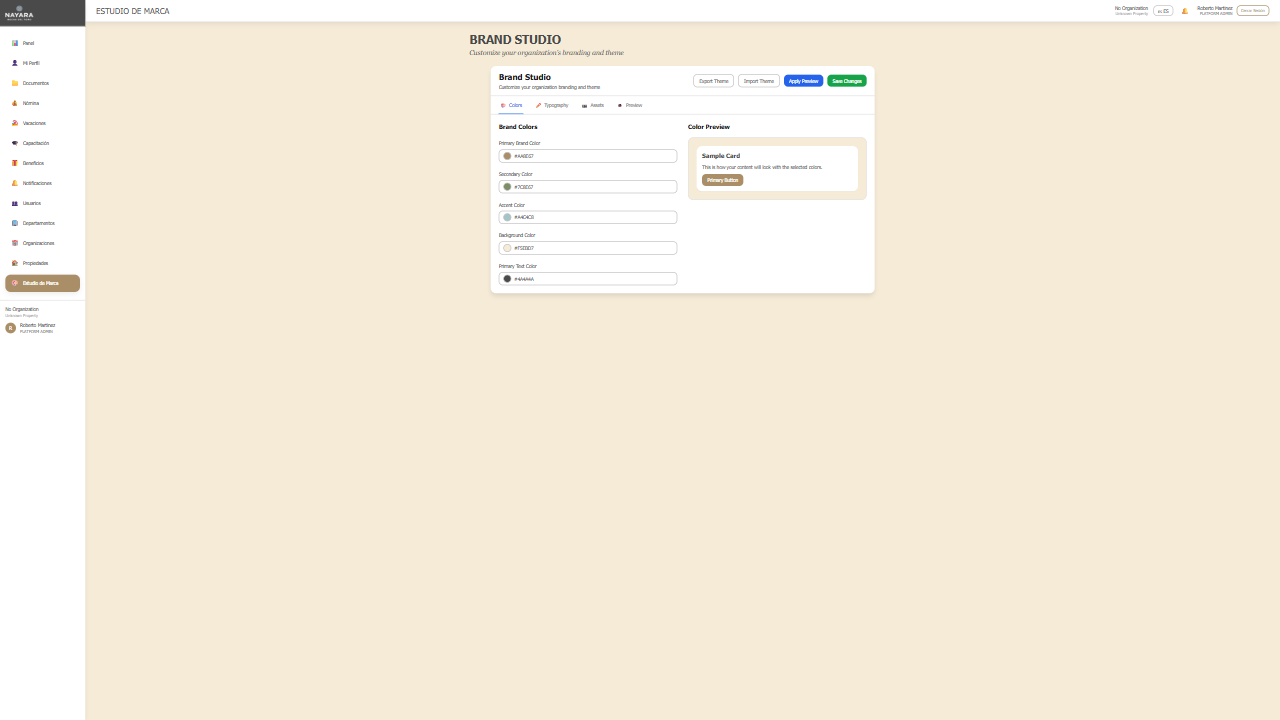 NAYARA
ESTUDIO DE MARCA
No Organization
Unknown Property
ES
Roberto Martinez
PLATFORM ADMIN
Cerrar Sesión
Panel
Mi Perfil
Documentos
Nómina
Vacaciones
Capacitación
Beneficios
Notificaciones
Usuarios
Departamentos
Organizaciones
Propiedades
Estudio de Marca
No Organization
Unknown Property
R
Roberto Martinez
PLATFORM ADMIN
BRAND STUDIO
Customize your organization's branding and theme
Brand Studio
Customize your organization branding and theme
Export Theme
Import Theme
Apply Preview
Save Changes
Colors
Typography
Assets
Preview
Brand Colors
Primary Brand Color
#AA8E67
Secondary Color
#7C8E67
Accent Color
#A4C4C8
Background Color
Primary Text Color
#4A4A4A
Color Preview
Sample Card
This is how your content will look with the selected colors.
Primary Button